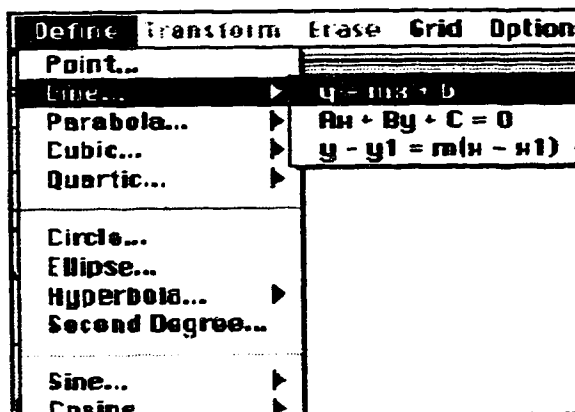 Define Transform Erase Grid Option
Point...
Line...
y = mx + b
Parabola...
Ax + By + C = 0
Cubic...
y - y1 = m(x - x1)
Quartic...
Circle...
Ellipse...
Hyperbola...
Second Degree...
Sine...
Cosine